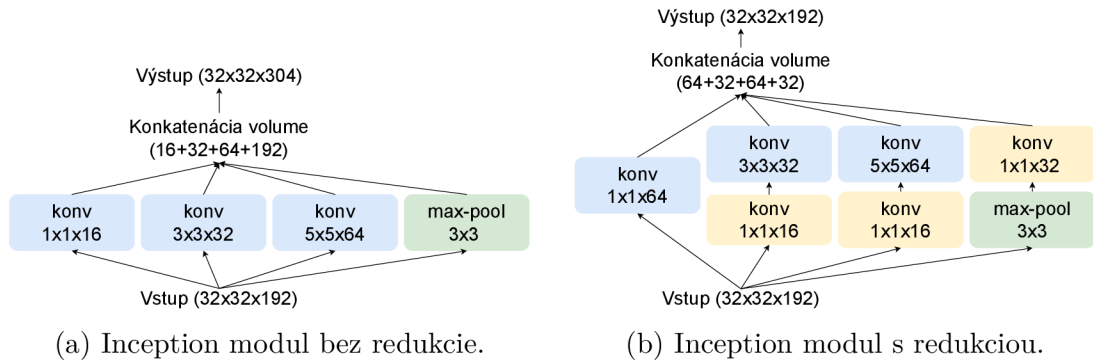 Výstup (32x32x304)
Konkatenácia volume
(16+32+64+192)
konv
1x1x16
konv
3x3x32
konv
5x5x64
max-pool
3x3
Vstup (32x32x192)
(a) Inception modul bez redukcie.
Výstup (32x32x192)
Konkatenácia volume
(64+32+64+32)
konv
1x1x64
konv
3x3x32
konv
5x5x64
konv
1x1x32
konv
1x1x16
konv
1x1x16
max-pool
3x3
Vstup (32x32x192)
(b) Inception modul s redukciou.